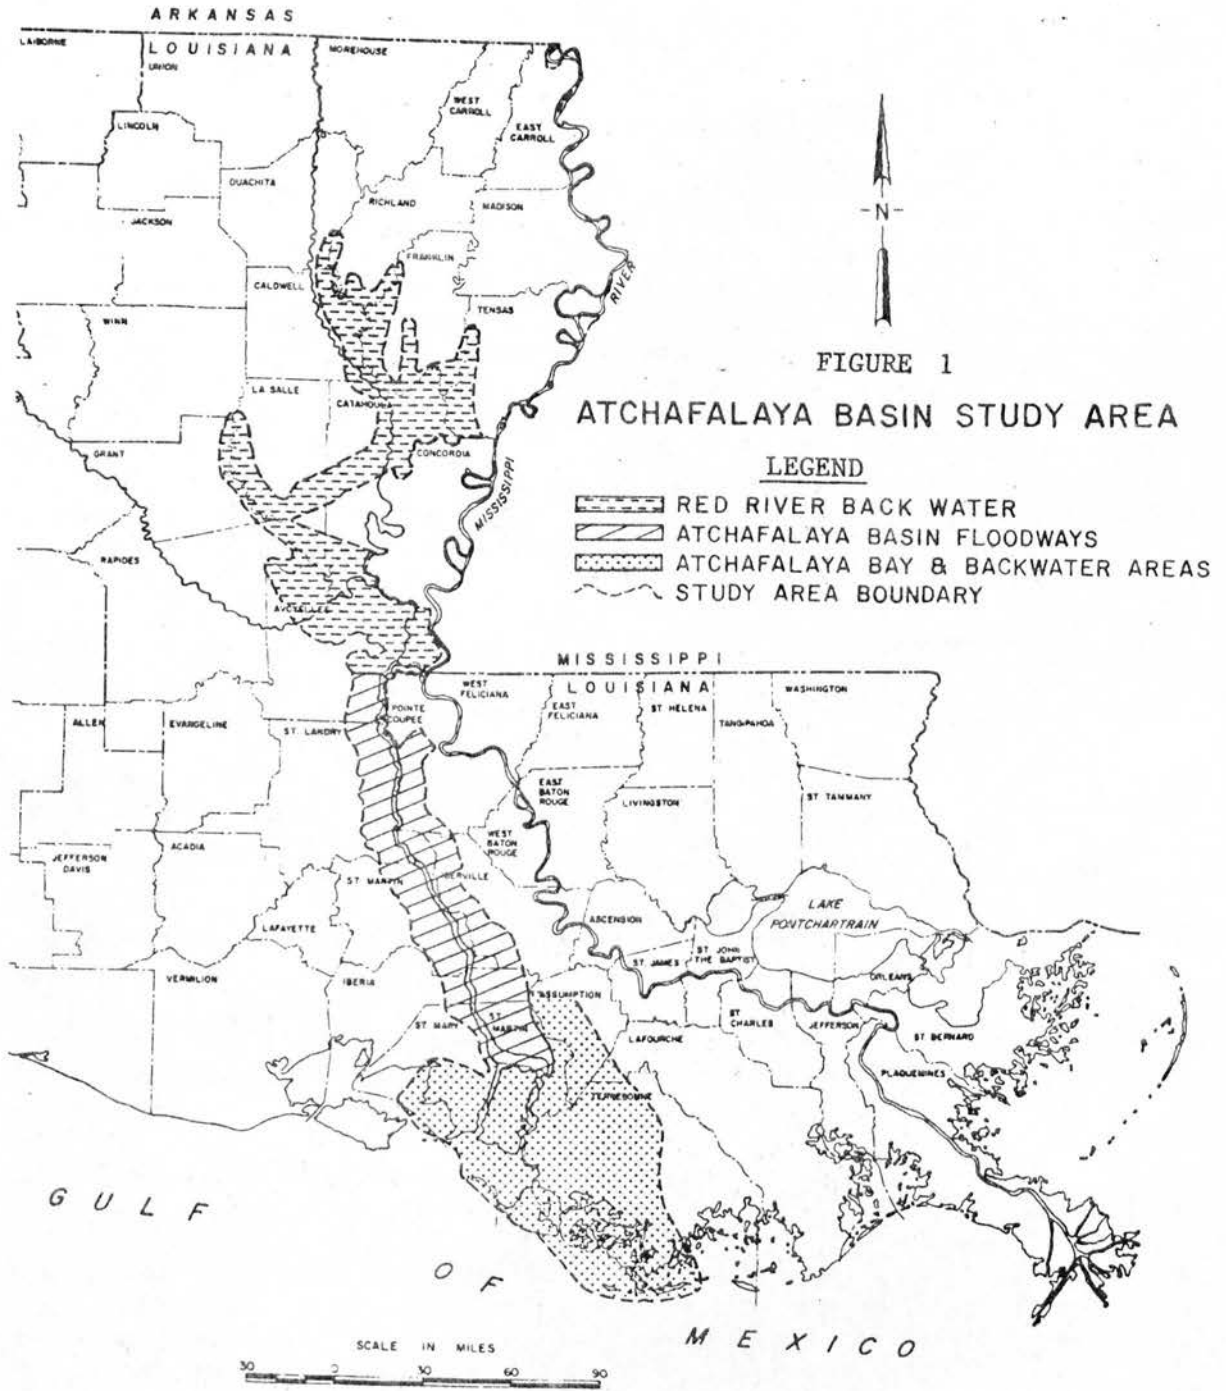 ARKANSAS
LOUISIANA
UNION
MOREHOUSE
WEST
CARROLL
EAST
CARROLL
LINCOLN
OUACHITA
RICHLAND
MADISON
JACKSON
FRANKLIN
CALDWELL
TENSAS
RIVER
WINN
N
FIGURE 1
ATCHAFALAYA BASIN STUDY AREA
LA SALLE
CATAHOULA
GRANT
CONCORDIA
MISSISSIPPI
LEGEND
RED RIVER BACK WATER
ATCHAFALAYA BASIN FLOODWAYS
ATCHAFALAYA BAY & BACKWATER AREAS
STUDY AREA BOUNDARY
RAPIDES
AVOYELLES
MISSISSIPPI
LOUISIANA
WEST
FELICIANA
EAST
FELICIANA
ST HELENA
TANGIPAHOA
WASHINGTON
ALLEN
EVANGELINE
ST. LANDRY
POINTE
COUPEE
EAST
BATON
ROUGE
LIVINGSTON
ST TAMMANY
WEST
BATON
ROUGE
JEFFERSON
DAVIS
ACADIA
ST MARTIN
IBERVILLE
LAFAYETTE
ASCENSION
LAKE
PONTCHARTRAIN
VERMILION
IBERIA
ST. JAMES
ST JOHN
THE BAPTIST
ORLEANS
ASSUMPTION
ST MARY
ST
MARTIN
LAFOURCHE
ST
CHARLES
JEFFERSON
ST. BERNARD
PLAQUEMINES
TERREBONNE
GULF
OF
MEXICO
SCALE IN MILES
30 0 30 60 90